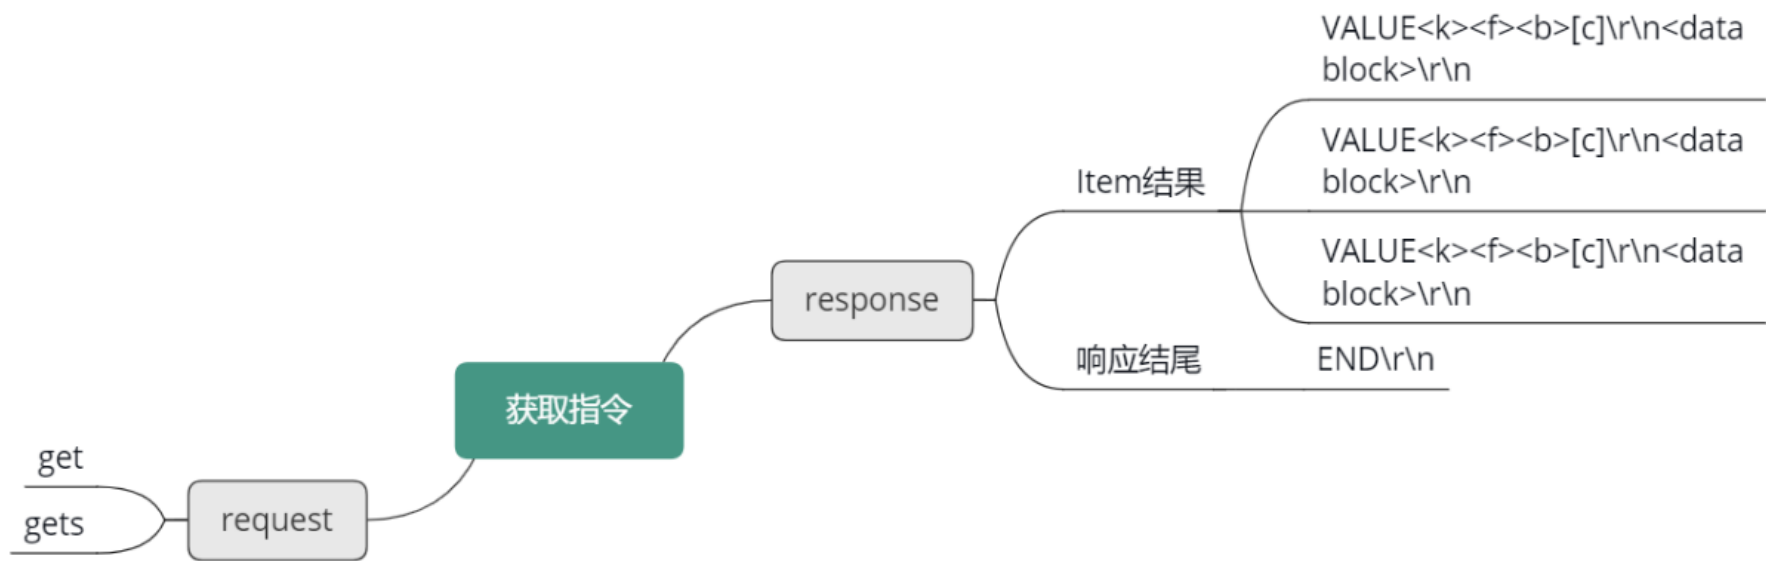 VALUE<k><f><b>[c]\r\n<data
block>\r\n
VALUE<k><f><b>[c]\r\n<data
block>\r\n
Item结果
VALUE<k><f><b>[c]\r\n<data
block>\r\n
response
响应结尾
END\r\n
获取指令
get
gets
request